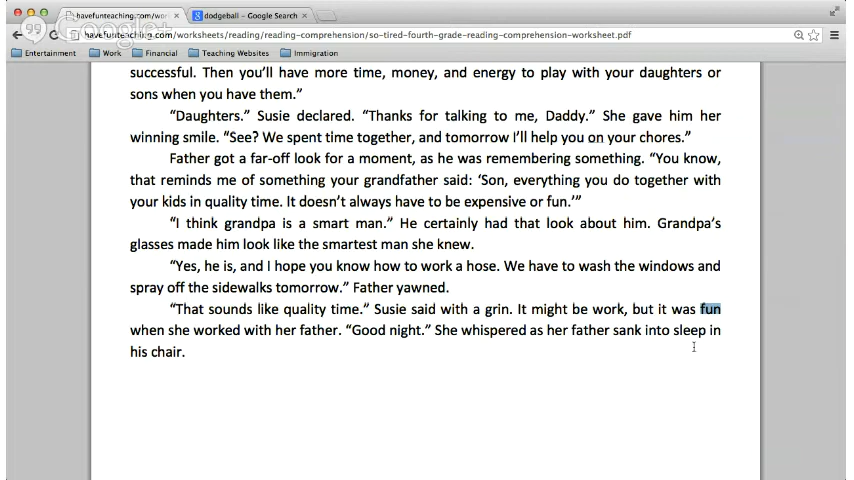 havefunteaching.com/wor
dodgeball - Google Search
Google+
havefunteaching.com/worksheets/reading/reading-comprehension/so-tired-fourth-grade-reading-comprehension-worksheet.pdf
Entertainment Work Financial Teaching Websites Immigration
successful. Then you’ll have more time, money, and energy to play with your daughters or
sons when you have them.”
“Daughters.” Susie declared. “Thanks for talking to me, Daddy.” She gave him her
winning smile. “See? We spent time together, and tomorrow I’ll help you on your chores.”
Father got a far-off look for a moment, as he was remembering something. “You know,
that reminds me of something your grandfather said: ‘Son, everything you do together with
your kids in quality time. It doesn’t always have to be expensive or fun.’”
“I think grandpa is a smart man.” He certainly had that look about him. Grandpa’s
glasses made him look like the smartest man she knew.
“Yes, he is, and I hope you know how to work a hose. We have to wash the windows and
spray off the sidewalks tomorrow.” Father yawned.
“That sounds like quality time.” Susie said with a grin. It might be work, but it was fun
when she worked with her father. “Good night.” She whispered as her father sank into sleep in
his chair.